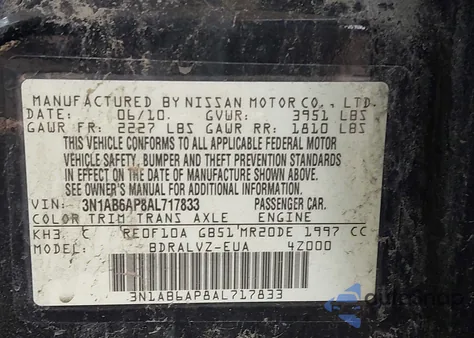 MANUFACTURED BY NISSAN MOTOR CO., LTD.
DATE: 06/10. GVWR: 3951 LBS
GAWR FR: 2227 LBS GAWR RR: 1810 LBS
THIS VEHICLE CONFORMS TO ALL APPLICABLE FEDERAL MOTOR
VEHICLE SAFETY, BUMPER AND THEFT PREVENTION STANDARDS
IN EFFECT ON THE DATE OF MANUFACTURE SHOWN ABOVE.
SEE OWNER'S MANUAL FOR ADDITIONAL INFORMATION.
VIN: 3N1AB6AP8AL717833 PASSENGER CAR.
COLOR TRIM TRANS AXLE ENGINE
KH3. C RE0F10A GB51 MR20DE 1997 CC
MODEL: BDRALVZ-EUA 4Z000
3N1AB6AP8AL717833